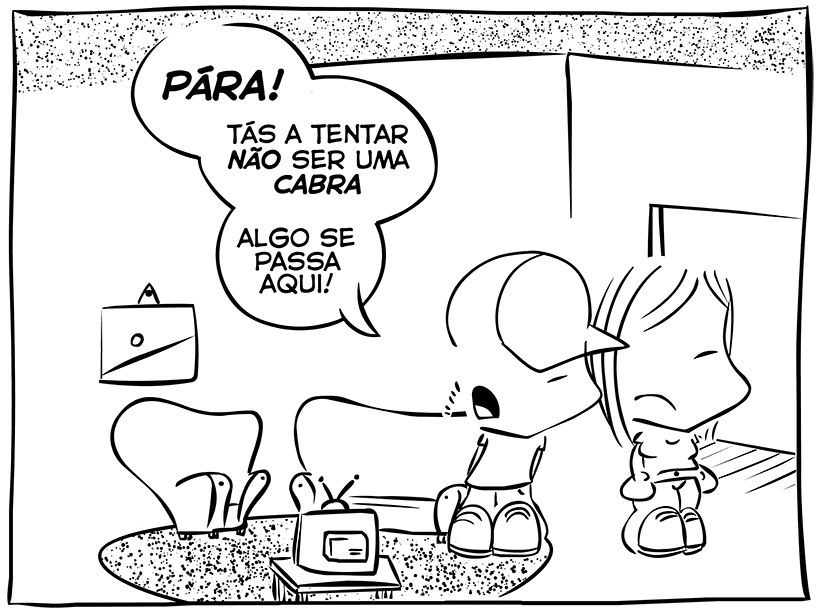 PÁRA!
TÁS A TENTAR
NÃO SER UMA
CABRA
ALGO SE
PASSA
AQUI!